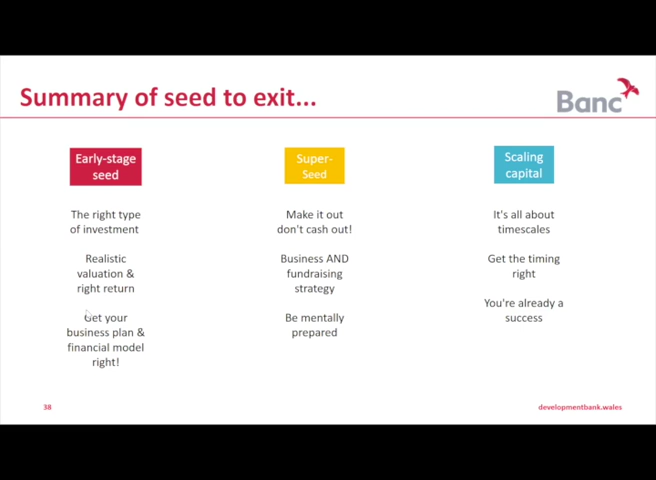 Summary of seed to exit...
Banc
Early-stage
seed
The right type
of investment
Realistic
valuation &
right return
Get your
business plan &
financial model
right!
Super-
Seed
Make it out
don't cash out!
Business AND
fundraising
strategy
Be mentally
prepared
Scaling
capital
It's all about
timescales
Get the timing
right
You're already a
success
38
developmentbank.wales